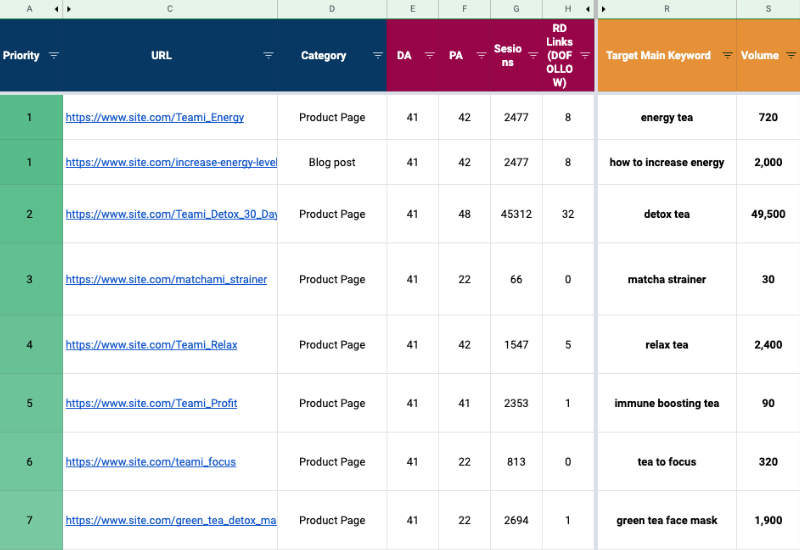 A C D E F G H R S
Priority URL Category DA PA Sesio
ns RD
Links
(DOF
OLLO
W) Target Main Keyword Volume
1 https://www.site.com/Teami_Energy Product Page 41 42 2477 8 energy tea 720
1 https://www.site.com/increase-energy-level Blog post 41 42 2477 8 how to increase energy 2,000
2 https://www.site.com/Teami_Detox_30_Day Product Page 41 48 45312 32 detox tea 49,500
3 https://www.site.com/matchami_strainer Product Page 41 22 66 0 matcha strainer 30
4 https://www.site.com/Teami_Relax Product Page 41 42 1547 5 relax tea 2,400
5 https://www.site.com/Teami_Profit Product Page 41 41 2353 1 immune boosting tea 90
6 https://www.site.com/teami_focus Product Page 41 22 813 0 tea to focus 320
7 https://www.site.com/green_tea_detox_ma Product Page 41 22 2694 1 green tea face mask 1,900